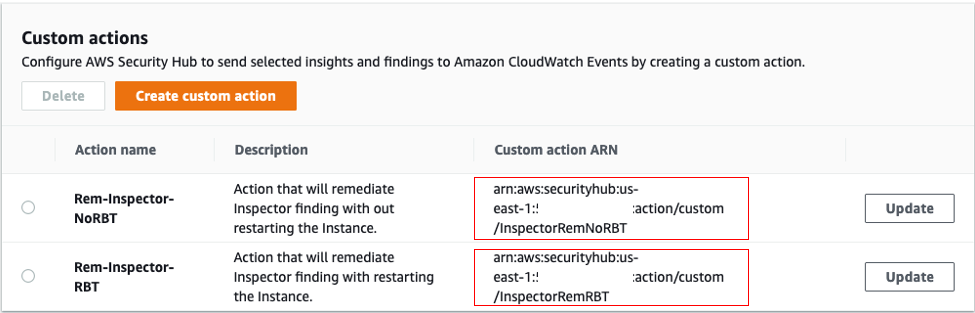 Custom actions
Configure AWS Security Hub to send selected insights and findings to Amazon CloudWatch Events by creating a custom action.
Delete
Create custom action
Action name
Description
Custom action ARN
Rem-Inspector-
NoRBT
Action that will remediate
Inspector finding with out
restarting the Instance.
arn:aws:securityhub:us-
east-1: :action/custom
/InspectorRemNoRBT
Update
Rem-Inspector-
RBT
Action that will remediate
Inspector finding with restarting
the Instance.
arn:aws:securityhub:us-
east-1: :action/custom
/InspectorRemRBT
Update